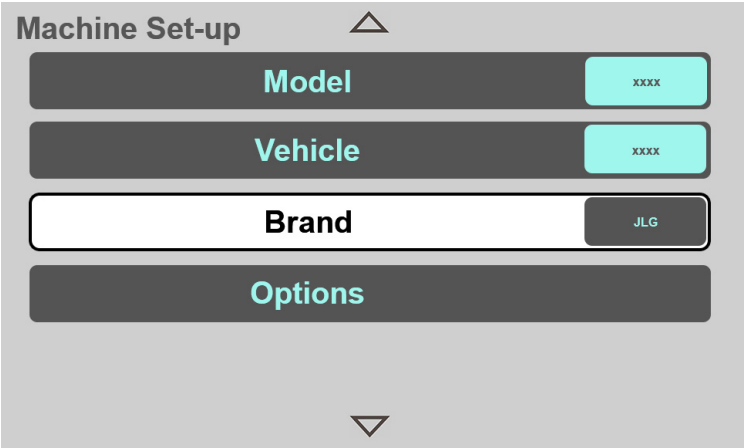 Machine Set-up
Model xxxx
Vehicle xxxx
Brand JLG
Options